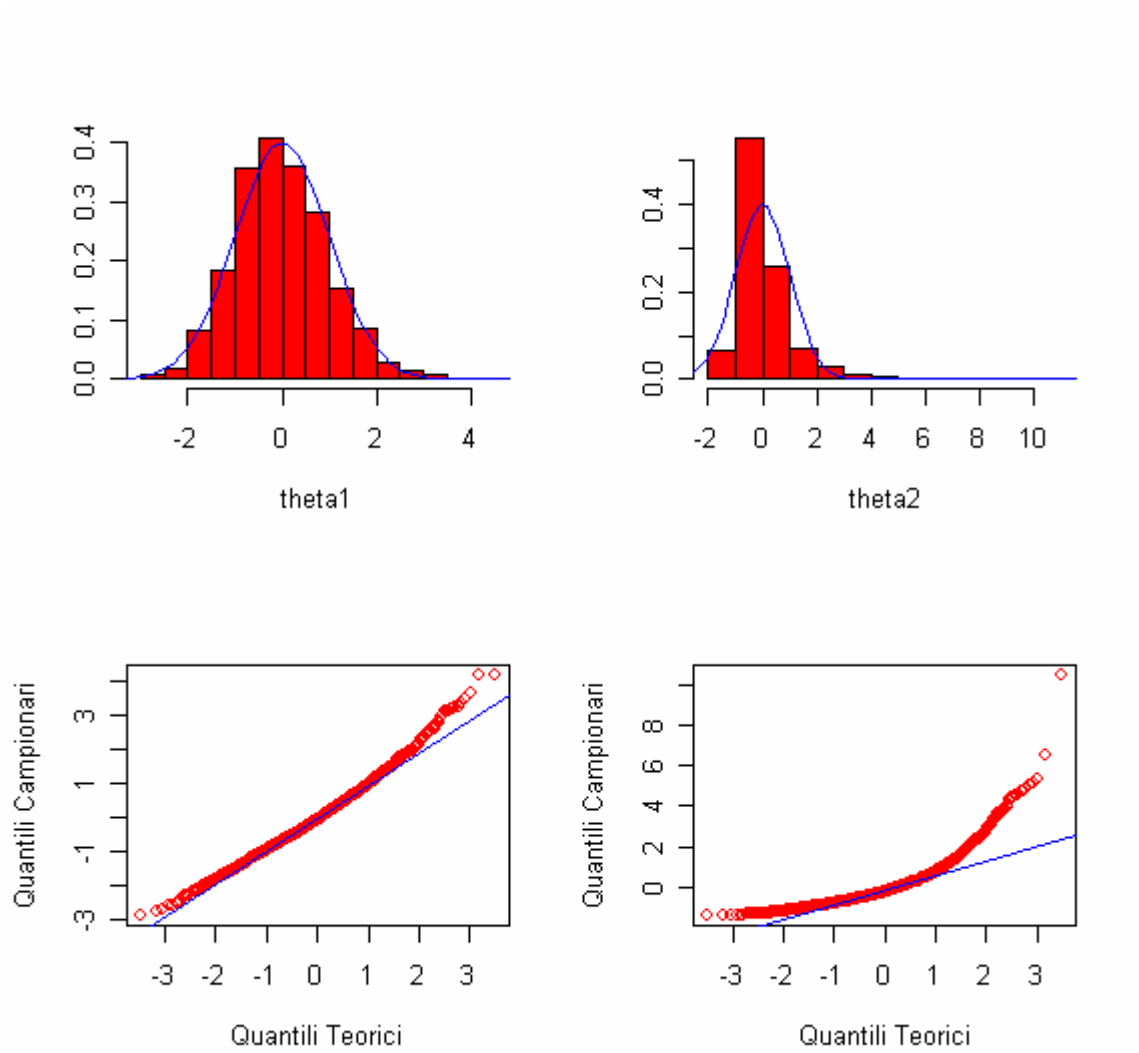 0.0 0.1 0.2 0.3 0.4
-2 0 2 4
theta1
0.0 0.2 0.4
-2 0 2 4 6 8 10
theta2
Quantili Campionari
-3 -1 1 3
-3 -2 -1 0 1 2 3
Quantili Teorici
Quantili Campionari
0 2 4 6 8
-3 -2 -1 0 1 2 3
Quantili Teorici